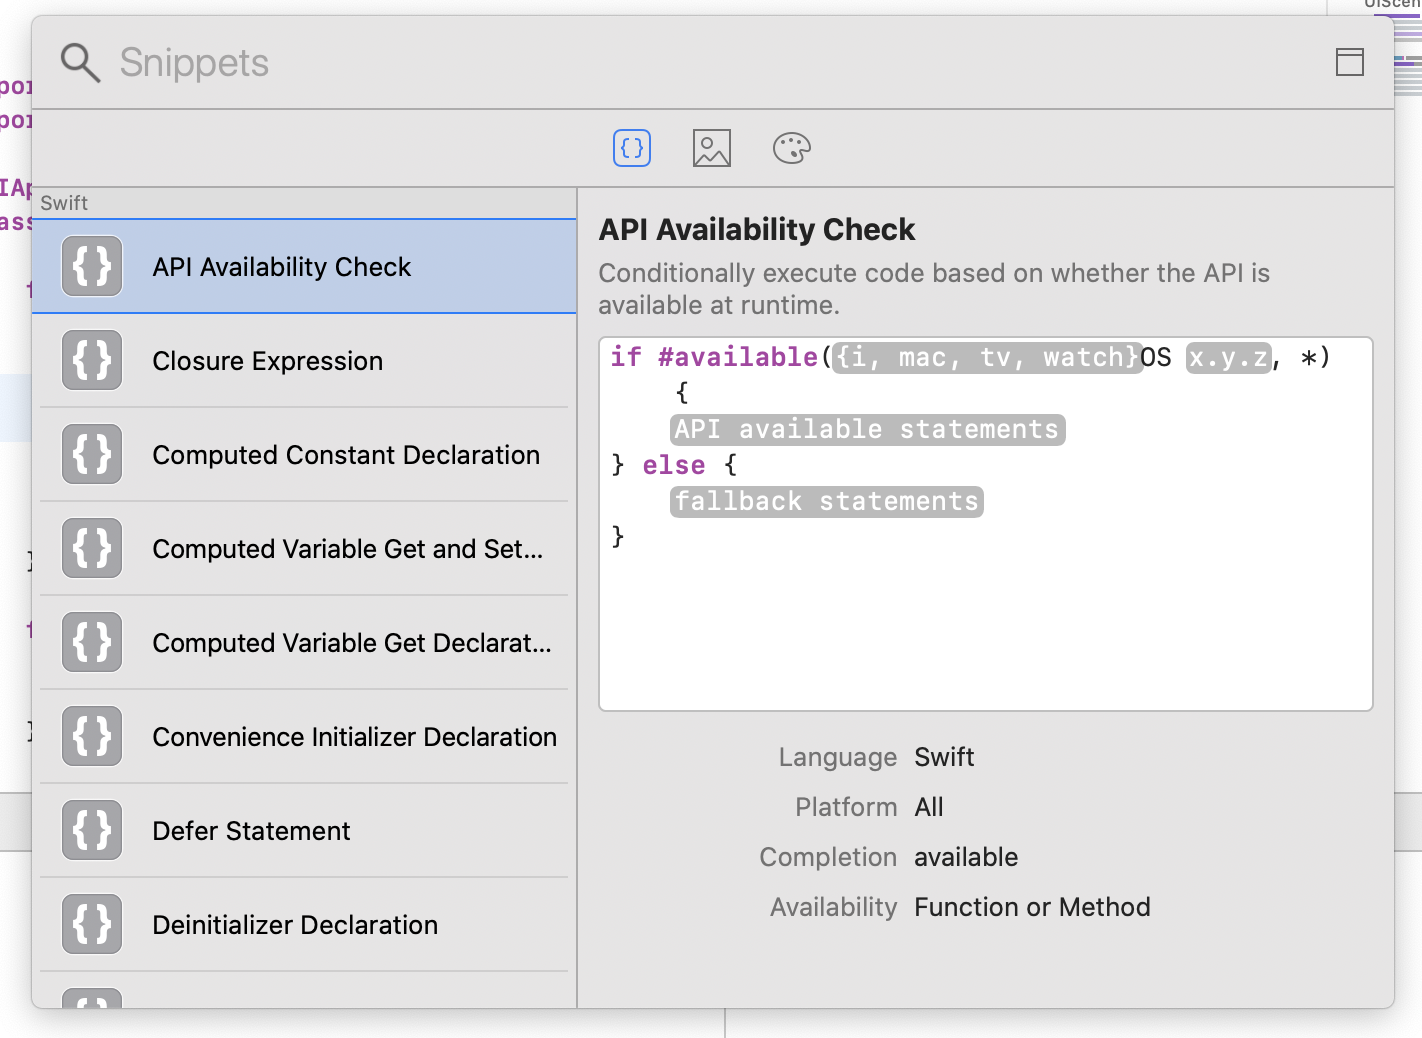 UIScen
Snippets
Swift
API Availability Check
Closure Expression
Computed Constant Declaration
Computed Variable Get and Set...
Computed Variable Get Declarat...
Convenience Initializer Declaration
Defer Statement
Deinitializer Declaration
API Availability Check
Conditionally execute code based on whether the API is
available at runtime.
if #available({i, mac, tv, watch}OS x.y.z, *)
{
API available statements
} else {
fallback statements
}
Language Swift
Platform All
Completion available
Availability Function or Method